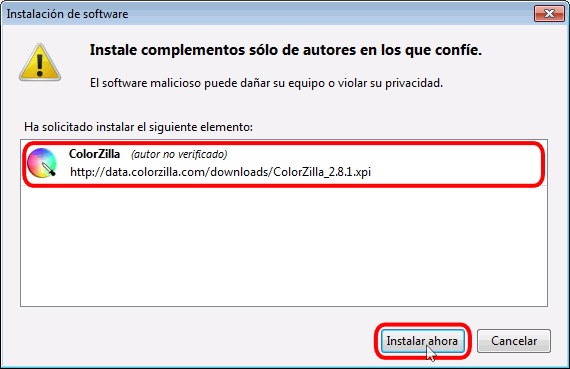 Instalación de software
Instale complementos sólo de autores en los que confíe.
El software malicioso puede dañar su equipo o violar su privacidad.
Ha solicitado instalar el siguiente elemento:
ColorZilla (autor no verificado)
http://data.colorzilla.com/downloads/ColorZilla_2.8.1.xpi
Instalar ahora Cancelar